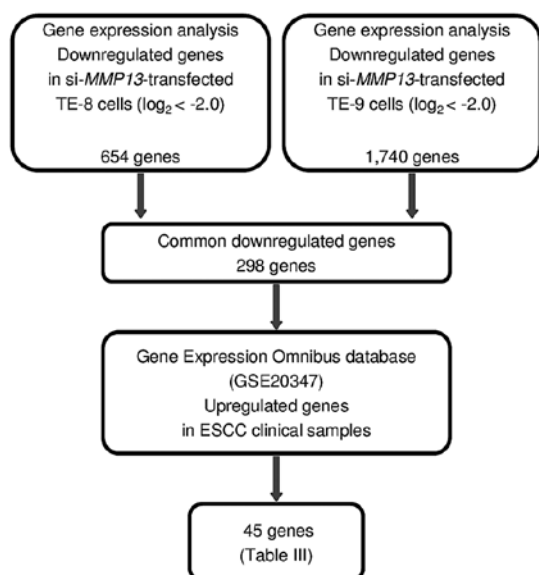 Gene expression analysis
Downregulated genes
in si-MMP13-transfected
TE-8 cells (log2 < -2.0)
654 genes
Gene expression analysis
Downregulated genes
in si-MMP13-transfected
TE-9 cells (log2 < -2.0)
1,740 genes
Common downregulated genes
298 genes
Gene Expression Omnibus database
(GSE20347)
Upregulated genes
in ESCC clinical samples
45 genes
(Table III)